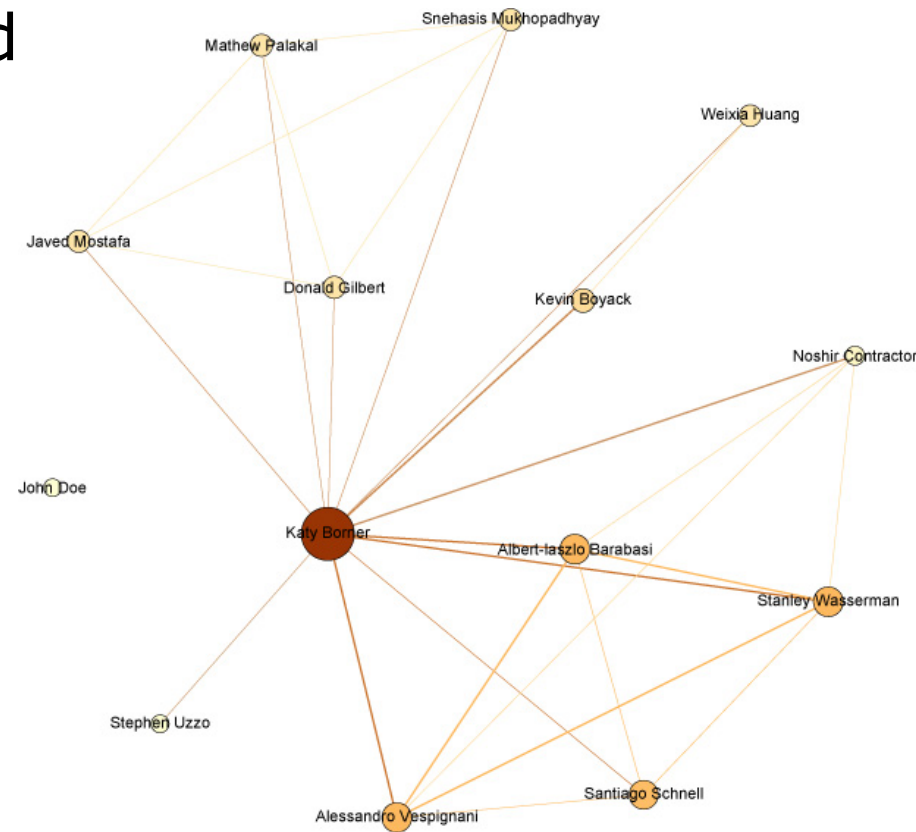 d
Snehasis Mukhopadhyay
Mathew Palakal
Weixia Huang
Javed Mostafa
Donald Gilbert
Kevin Boyack
Noshir Contractor
John Doe
Katy Borner
Albert-laszlo Barabasi
Stanley Wasserman
Stephen Uzzo
Santiago Schnell
Alessandro Vespignani